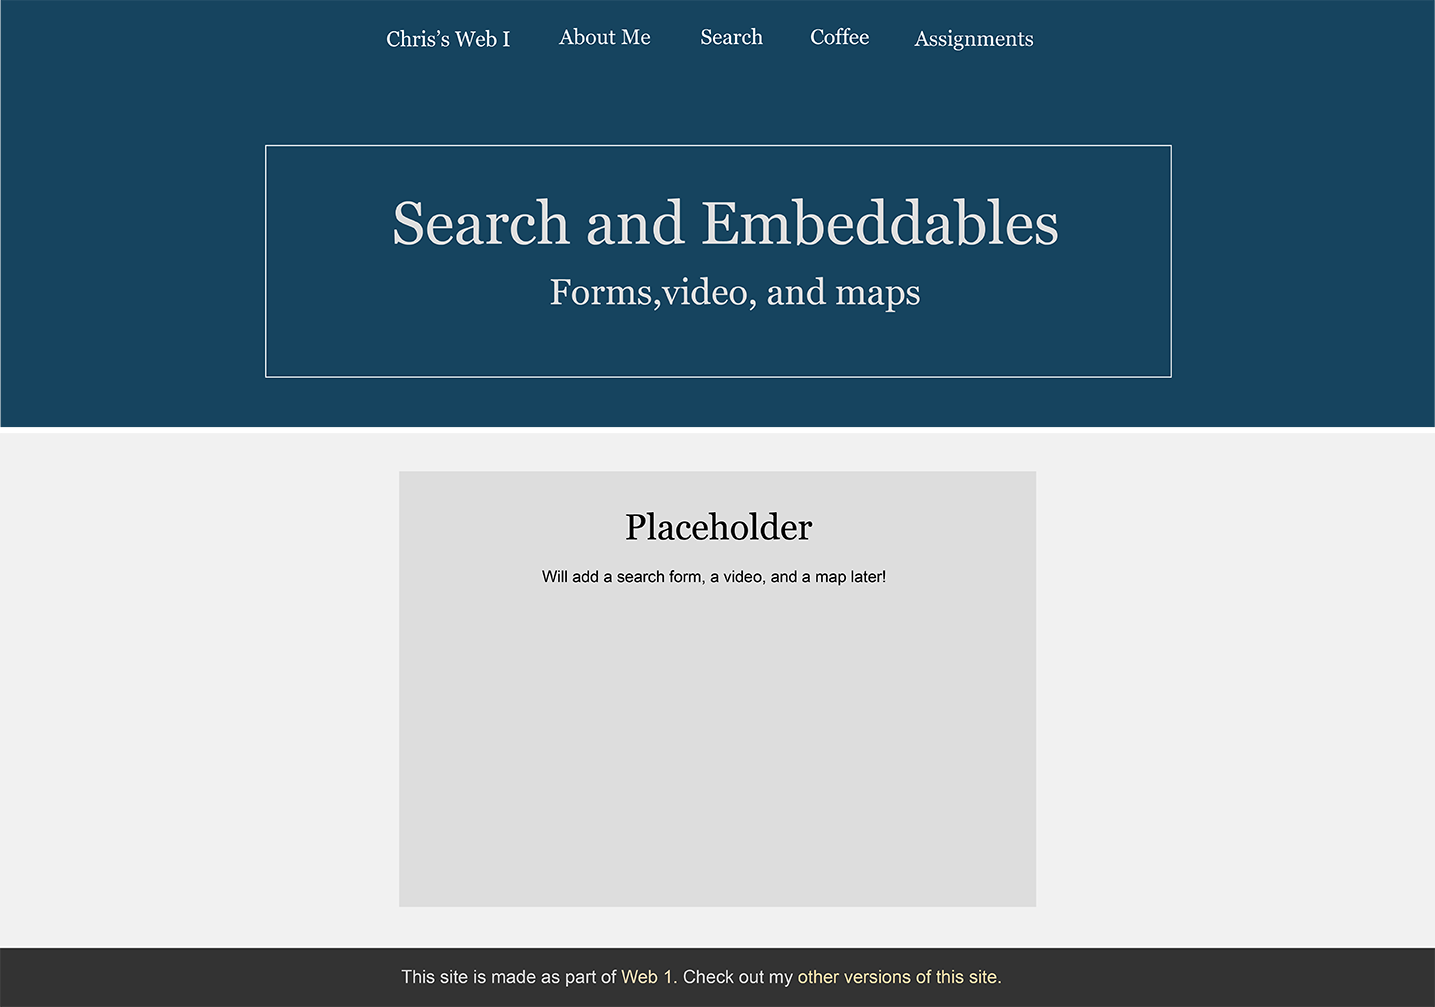 Chris’s Web I About Me Search Coffee Assignments
Search and Embeddables
Forms,video, and maps
Placeholder
Will add a search form, a video, and a map later!
This site is made as part of Web 1. Check out my other versions of this site.